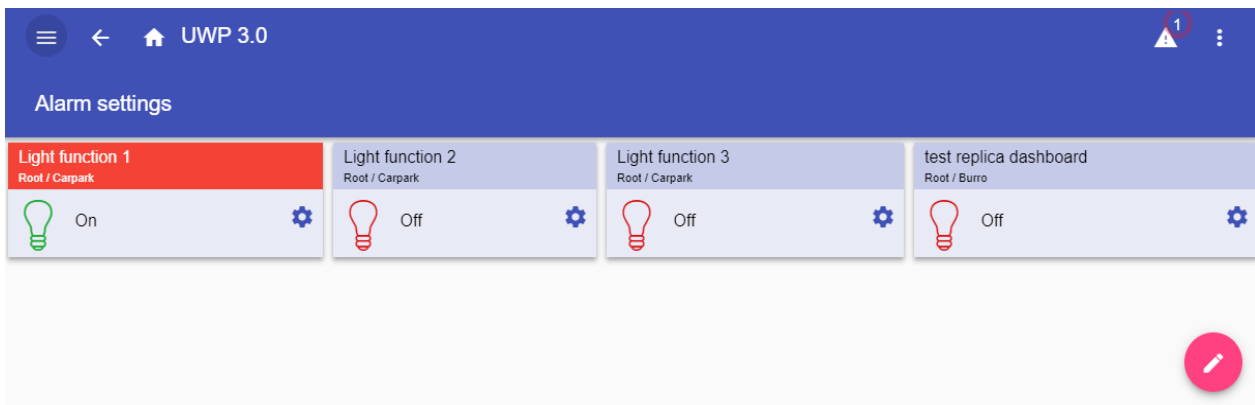 UWP 3.0
1
Alarm settings
Light function 1
Root / Carpark
On
Light function 2
Root / Carpark
Off
Light function 3
Root / Carpark
Off
test replica dashboard
Root / Burro
Off